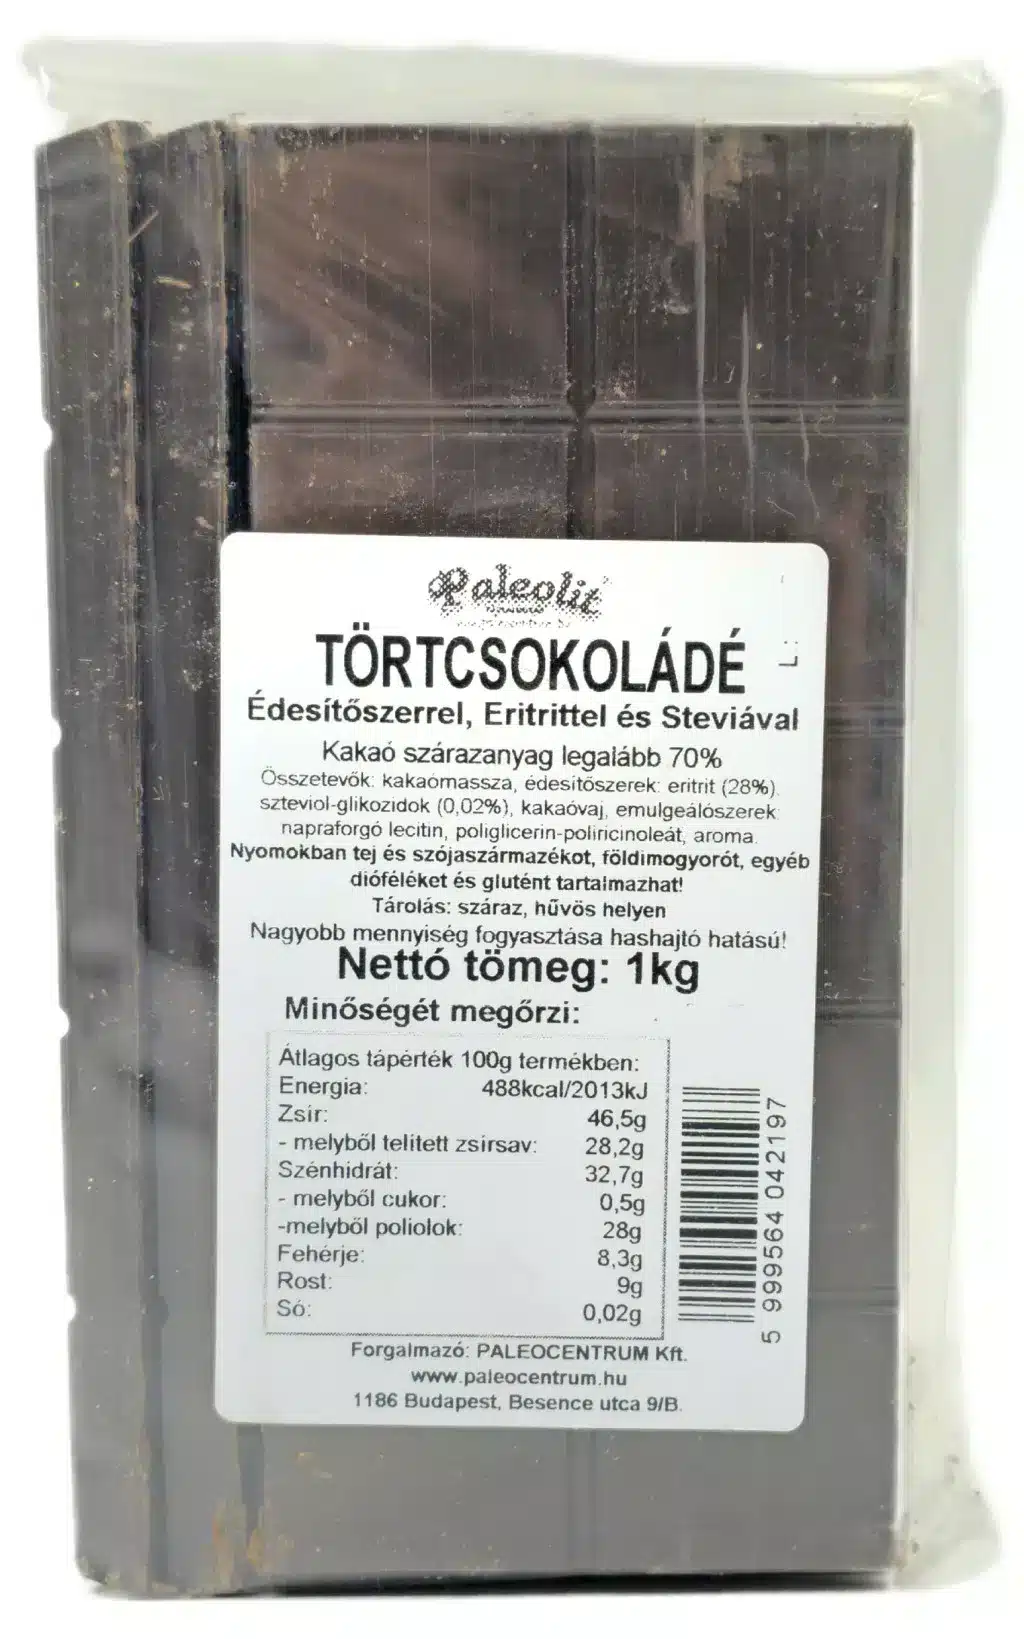 Paleolit
TÖRTCSOKOLÁDÉ
L:
Édesítőszerrel, Eritrittel és Steviával
Kakaó szárazanyag legalább 70%
Összetevők: kakaómassza, édesítőszerek: eritrit (28%),
szteviol-glikozidok (0,02%), kakaóvaj, emulgeálószerek:
napraforgó lecitin, poliglicerin-poliricinoleát, aroma.
Nyomokban tej és szójaszármazékot, földimogyorót, egyéb
dióféléket és glutént tartalmazhat!
Tárolás: száraz, hűvös helyen
Nagyobb mennyiség fogyasztása hashajtó hatású!
Nettó tömeg: 1kg
Minőségét megőrzi:
Átlagos tápérték 100g termékben:
Energia: 488kcal/2013kJ
Zsír: 46,5g
- melyből telített zsírsav: 28,2g
Szénhidrát: 32,7g
- melyből cukor: 0,5g
-melyből poliolok: 28g
Fehérje: 8,3g
Rost: 9g
Só: 0,02g
5 999564 042197
Forgalmazó: PALEOCENTRUM Kft.
www.paleocentrum.hu
1186 Budapest, Besence utca 9/B.